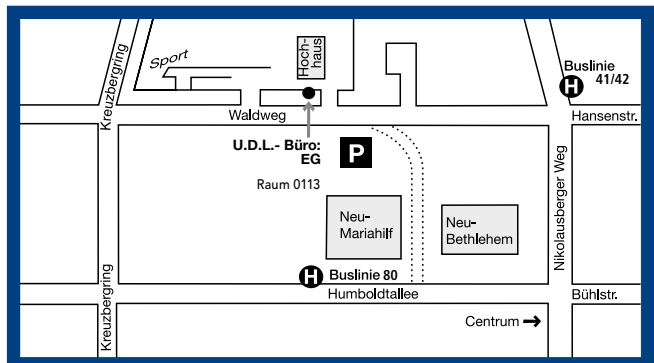 Kreuzbergring
Sport
Hoch-
haus
Buslinie
41/42
H
Waldweg
Hansenstr.
U.D.L.- Büro:
EG
P
Raum 0113
Neu-
Mariahilf
Neu-
Bethlehem
Nikolausberger Weg
Kreuzbergring
H Buslinie 80
Humboldtallee
Bühlstr.
Centrum